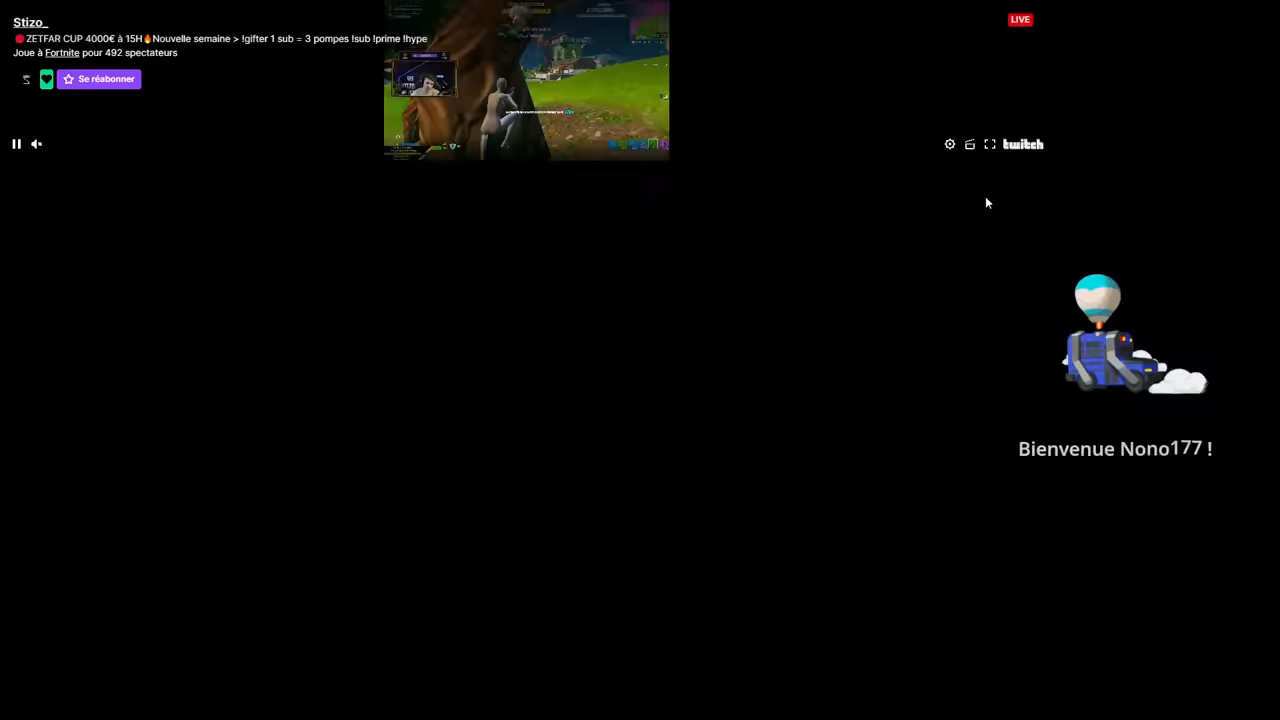 Stizo_
LIVE
🔴ZETFAR CUP 4000€ à 15H🔥Nouvelle semaine > !gifter 1 sub = 3 pompes !sub !prime !hype
Joue à Fortnite pour 492 spectateurs
Se réabonner
twitch
Bienvenue Nono177 !